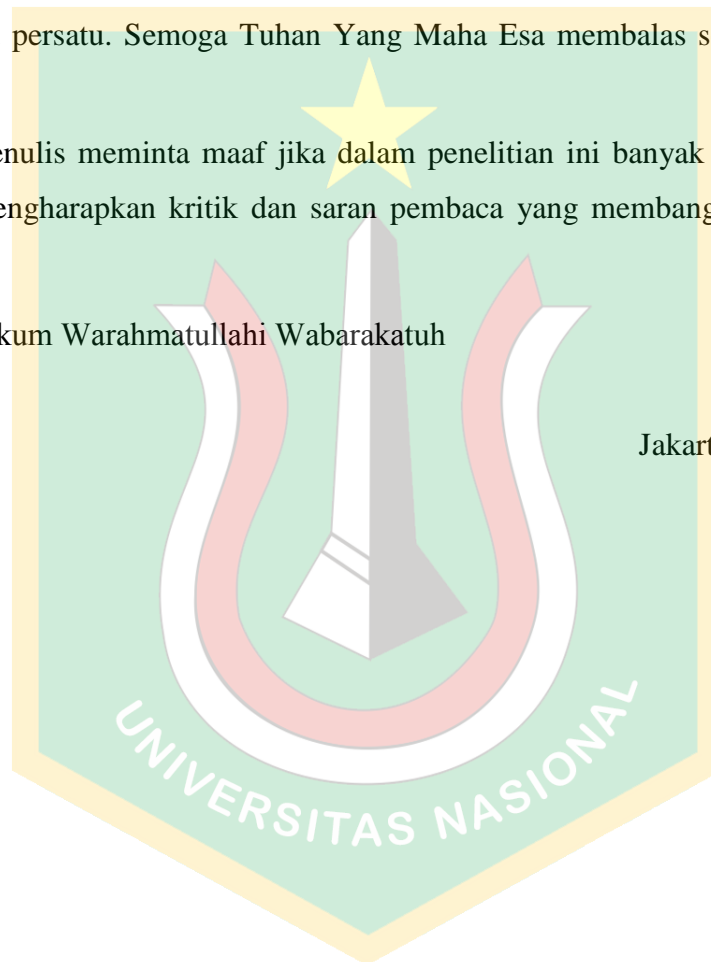 persatu. Semoga Tuhan Yang Maha Esa membalas s
enulis meminta maaf jika dalam penelitian ini banyak
engharapkan kritik dan saran pembaca yang membang
kum Warahmatullahi Wabarakatuh
Jakart
UNIVERSITAS NASIONAL